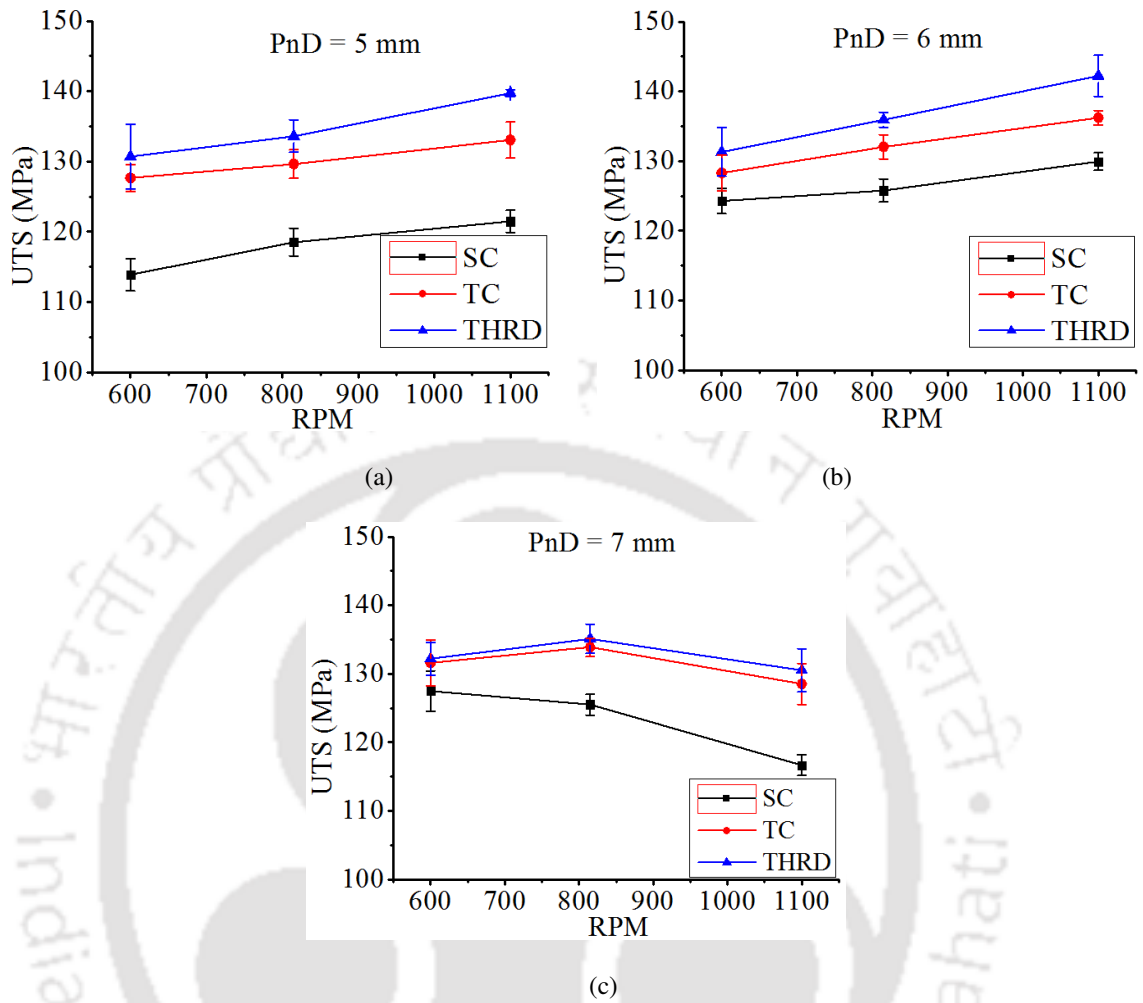 PnD = 5 mm
UTS (MPa)
150
140
130
120
110
100
600 700 800 900 1000 1100
RPM
SC
TC
THRD
(a)
PnD = 6 mm
UTS (MPa)
150
140
130
120
110
100
600 700 800 900 1000 1100
RPM
SC
TC
THRD
(b)
PnD = 7 mm
UTS (MPa)
150
140
130
120
110
100
600 700 800 900 1000 1100
RPM
SC
TC
THRD
(c)